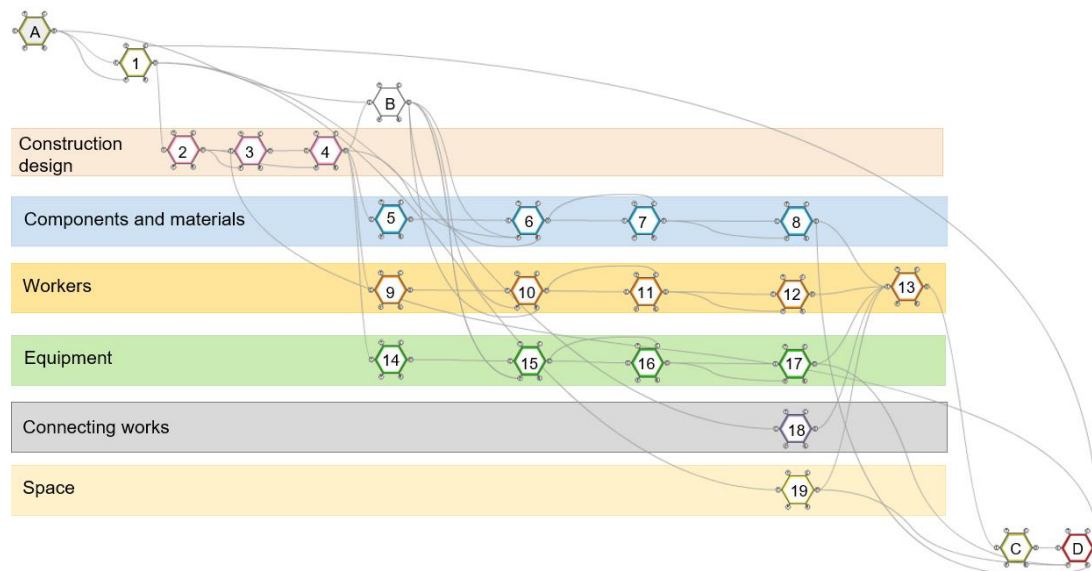 A
1
B
Construction
design
2 3 4
Components and materials
5 6 7 8
Workers
9 10 11 12 13
Equipment
14 15 16 17
Connecting works
18
Space
19
C D